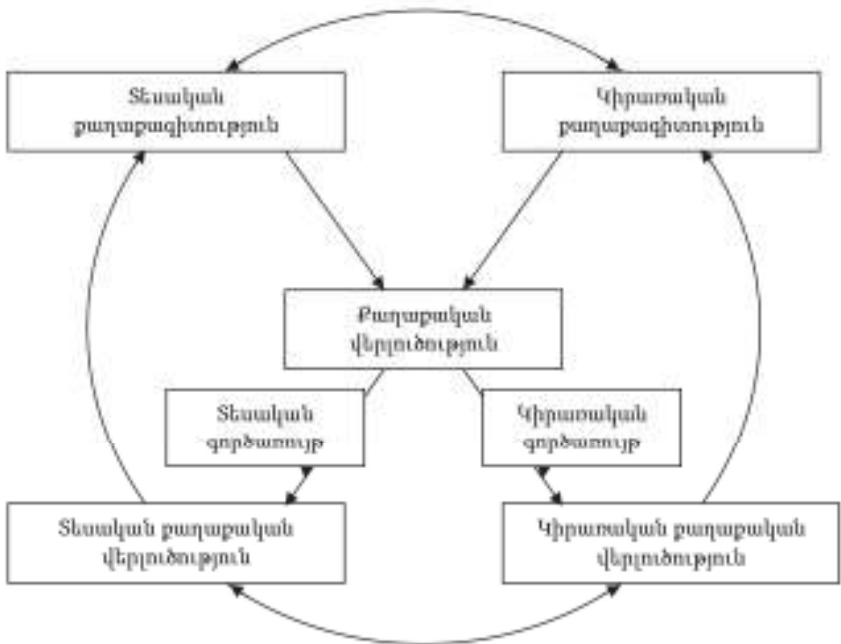 Տեսական
քաղաքագիտություն
Կիրառական
քաղաքագիտություն
Քաղաքական
վերլուծություն
Տեսական
գործառույթ
Կիրառական
գործառույթ
Տեսական քաղաքական
վերլուծություն
Կիրառական քաղաքական
վերլուծություն